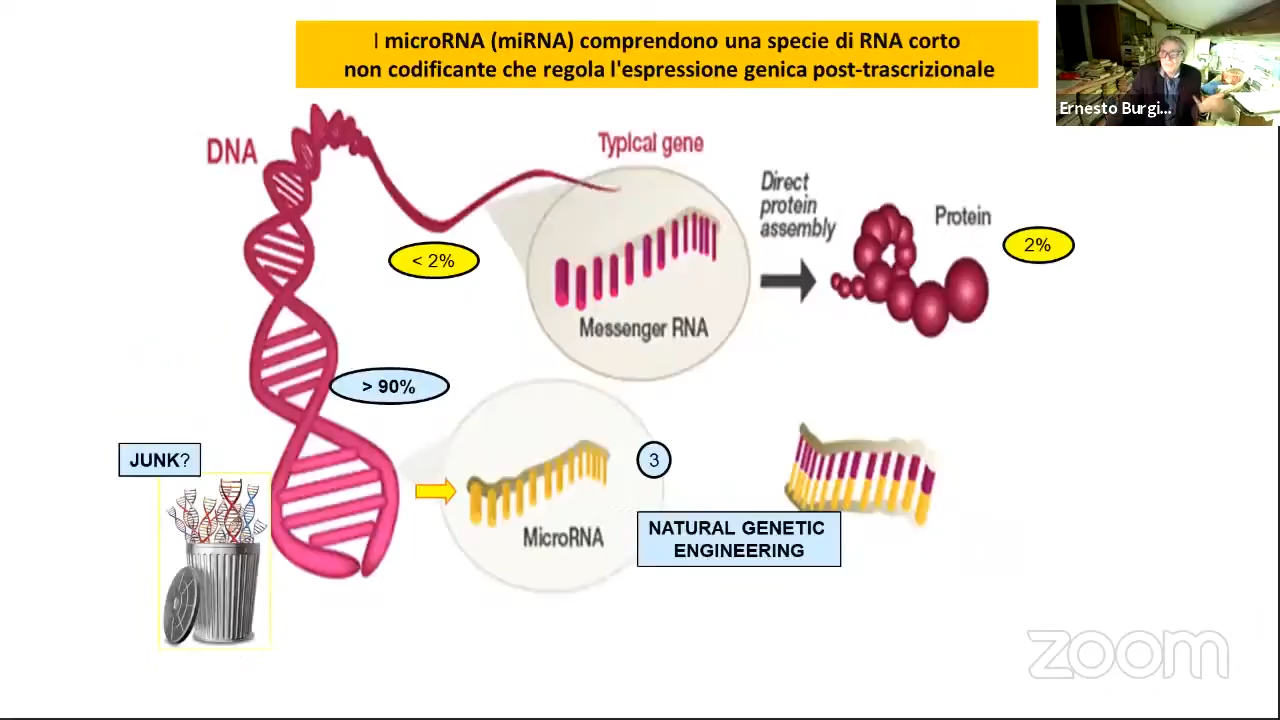 I microRNA (miRNA) comprendono una specie di RNA corto
non codificante che regola l'espressione genica post-trascrizionale
Ernesto Burgi...
DNA
Typical gene
Direct
protein
assembly
Protein
2%
< 2%
Messenger RNA
> 90%
JUNK?
3
MicroRNA
NATURAL GENETIC
ENGINEERING
zoom